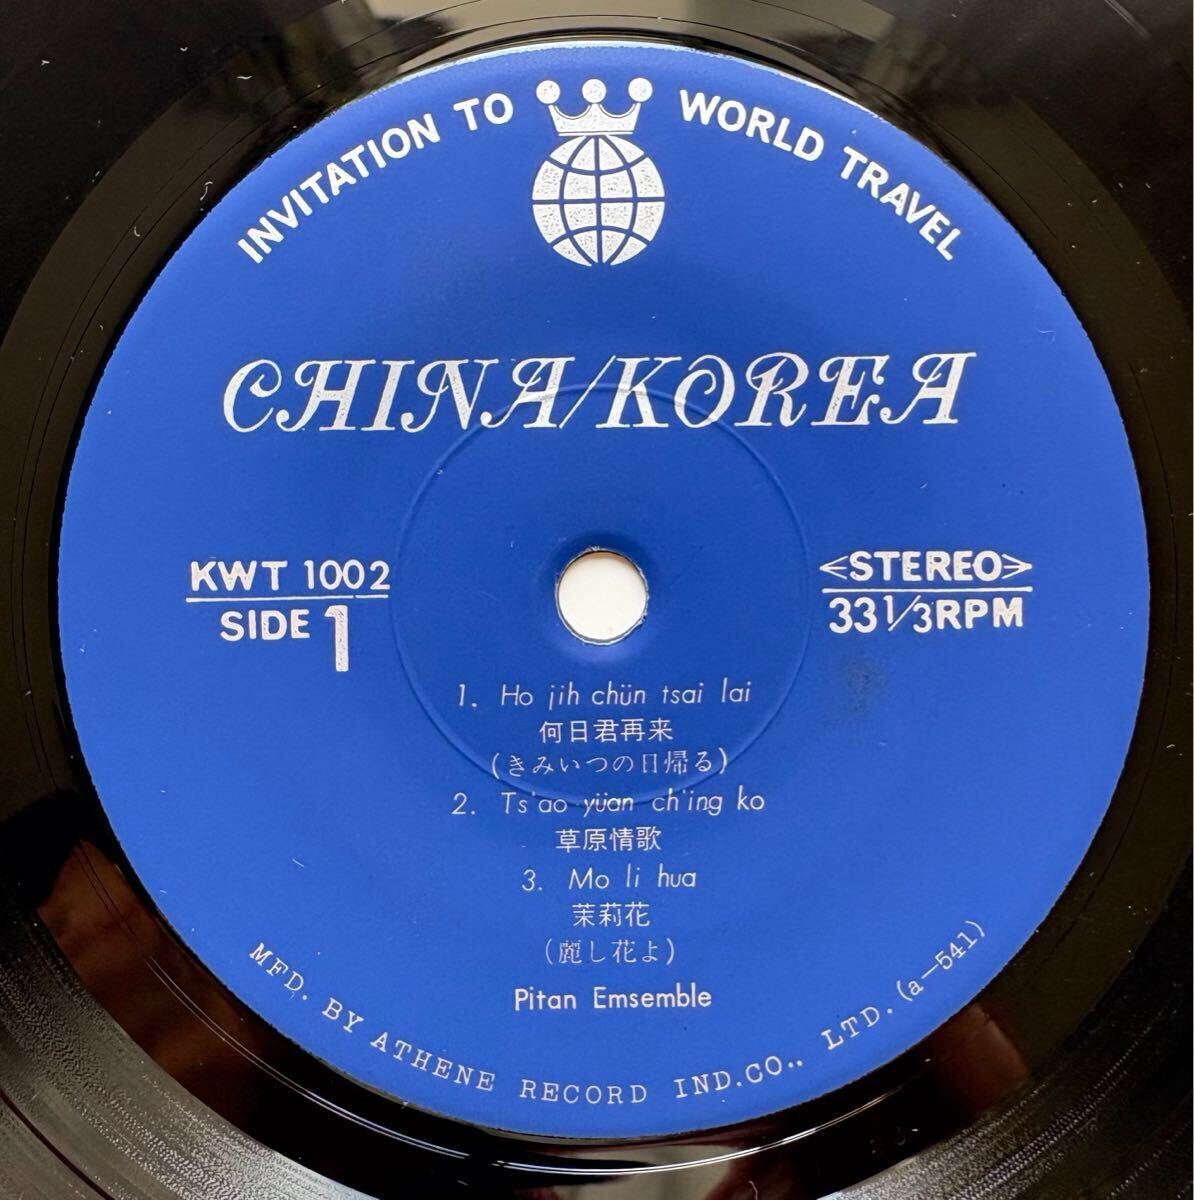 INVITATION TO WORLD TRAVEL
CHINA/KOREA
KWT 1002
SIDE 1
<STEREO>
33 1/3 RPM
1. Ho jih chün tsai lai
何日君再来
(きみいつの日帰る)
2. Ts'ao yüan ch'ing ko
草原情歌
3. Mo li hua
茉莉花
(麗し花よ)
Pitan Emsemble
MFD. BY ATHENE RECORD IND.CO., LTD. (a-541)